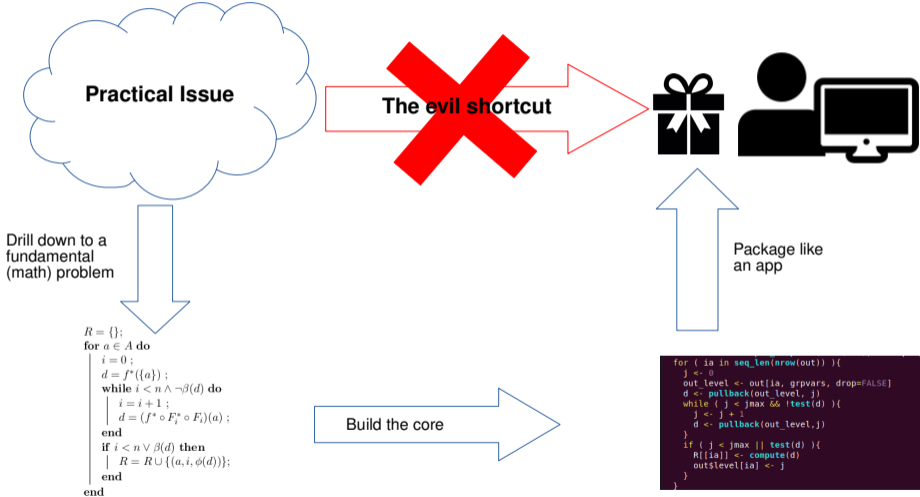 Practical Issue
The evil shortcut
Drill down to a
fundamental
(math) problem
Package like
an app
R = {};
for a ∈ A do
i = 0 ;
d = f*({a}) ;
while i < n ∧ ¬β(d) do
i = i + 1 ;
d = (f* ∘ F*ᵢ ∘ Fᵢ)(a) ;
end
if i < n ∨ β(d) then
R = R ∪ {(a, i, ϕ(d))};
end
end
Build the core
for ( ia in seq_len(nrow(out)) ){
j <- 0
out_level <- out[ia, grpvars, drop=FALSE]
d <- pullback(out_level, j)
while ( j < jmax && !test(d) ){
j <- j + 1
d <- pullback(out_level,j)
}
if ( j < jmax || test(d) ){
R[[ia]] <- compute(d)
out$level[ia] <- j
}
}